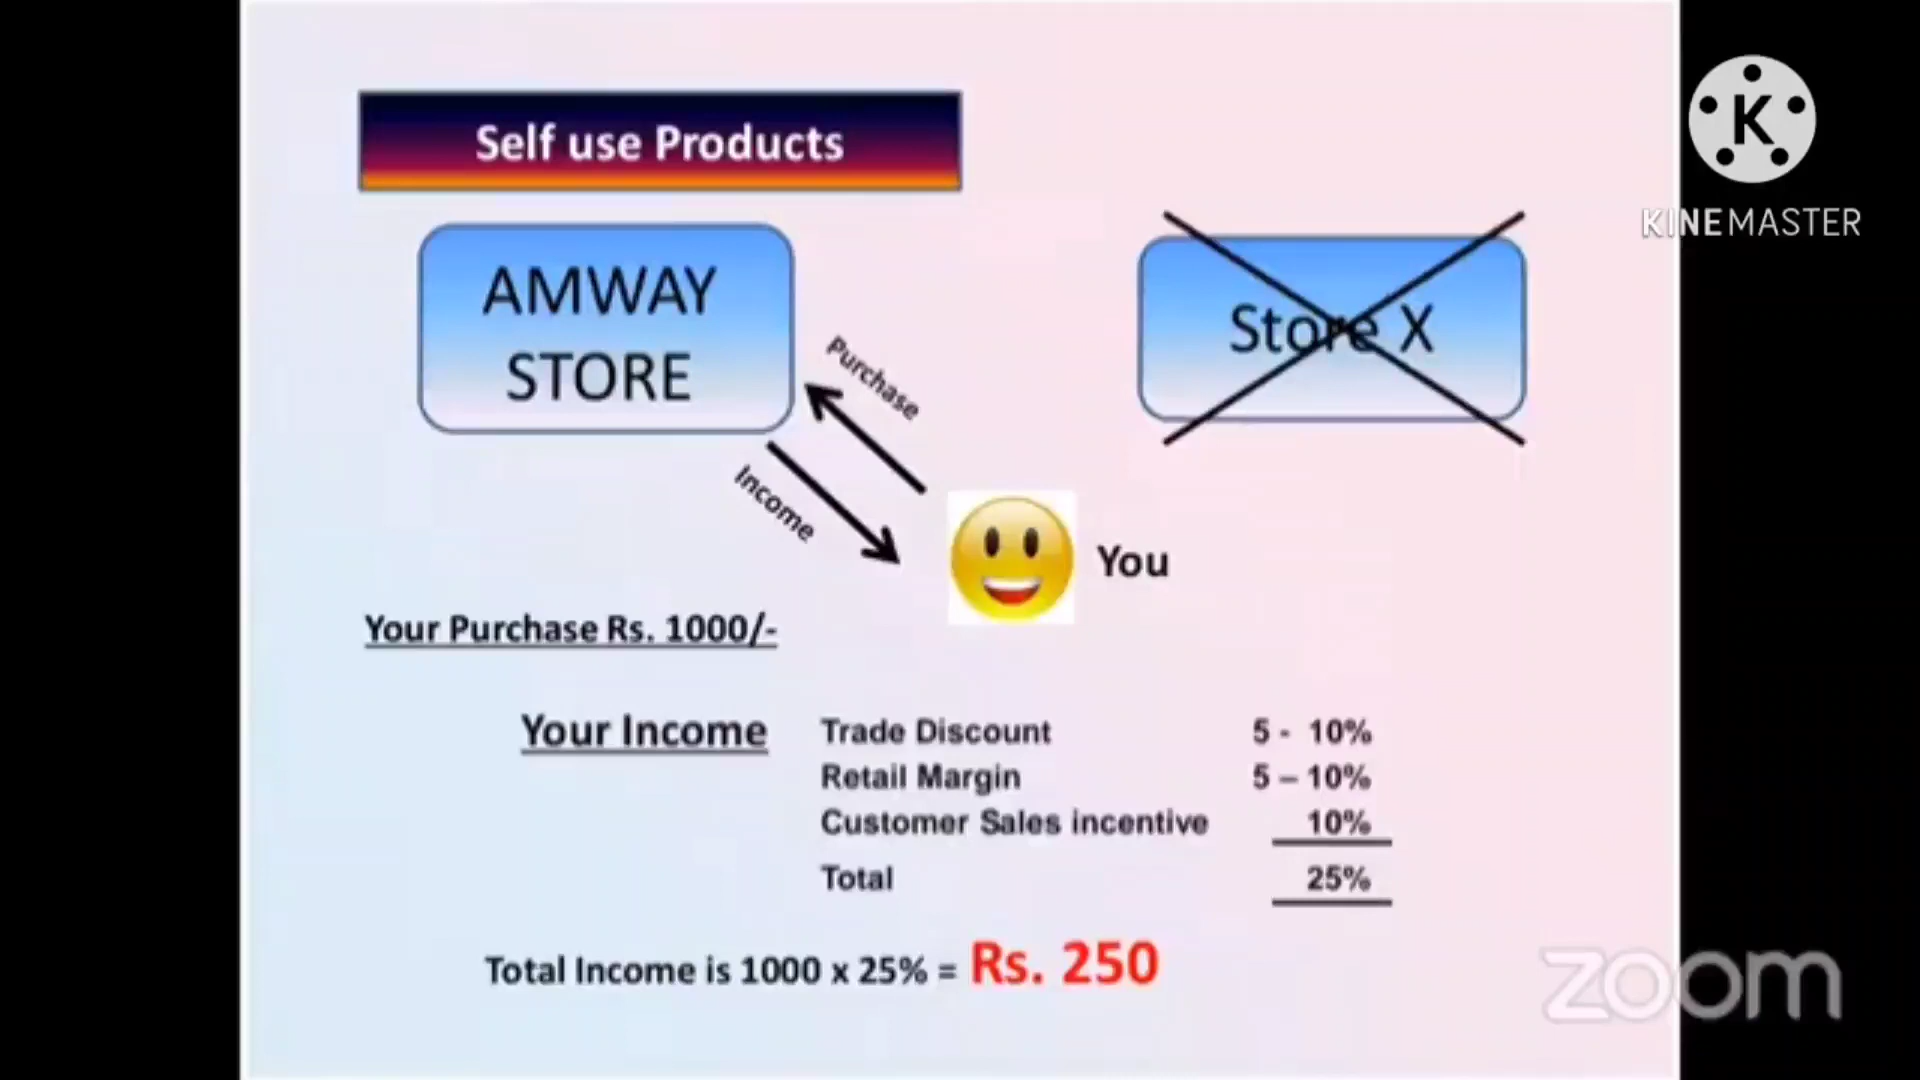 Self use Products
K
KINEMASTER
AMWAY
STORE
Store X
Purchase
Income
You
Your Purchase Rs. 1000/-
Your Income
Trade Discount 5 - 10%
Retail Margin 5 – 10%
Customer Sales incentive 10%
Total 25%
Total Income is 1000 x 25% = Rs. 250
zoom